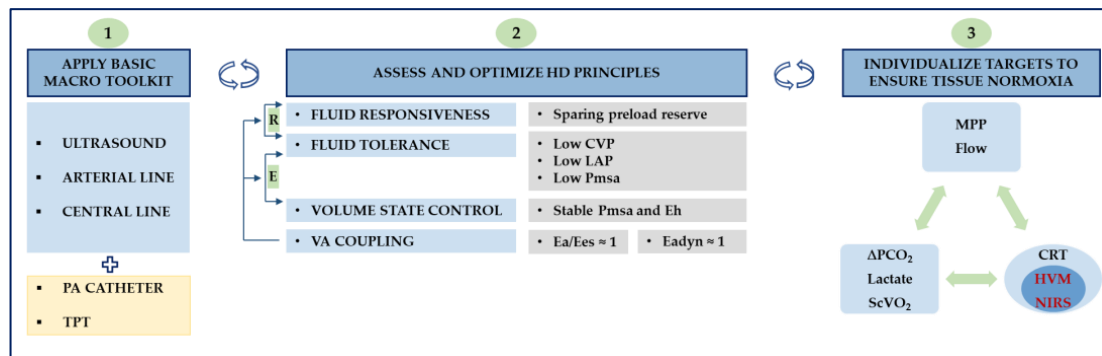 1
APPLY BASIC
MACRO TOOLKIT
▪ ULTRASOUND
▪ ARTERIAL LINE
▪ CENTRAL LINE
▪ PA CATHETER
▪ TPT
2
ASSESS AND OPTIMIZE HD PRINCIPLES
R
E
• FLUID RESPONSIVENESS
• Sparing preload reserve
• FLUID TOLERANCE
• Low CVP
• Low LAP
• Low Pmsa
• VOLUME STATE CONTROL
• Stable Pmsa and Eh
• VA COUPLING
• Ea/Ees ≈ 1
• Eadyn ≈ 1
3
INDIVIDUALIZE TARGETS TO
ENSURE TISSUE NORMOXIA
MPP
Flow
ΔPCO₂
Lactate
ScVO₂
CRT
HVM
NIRS